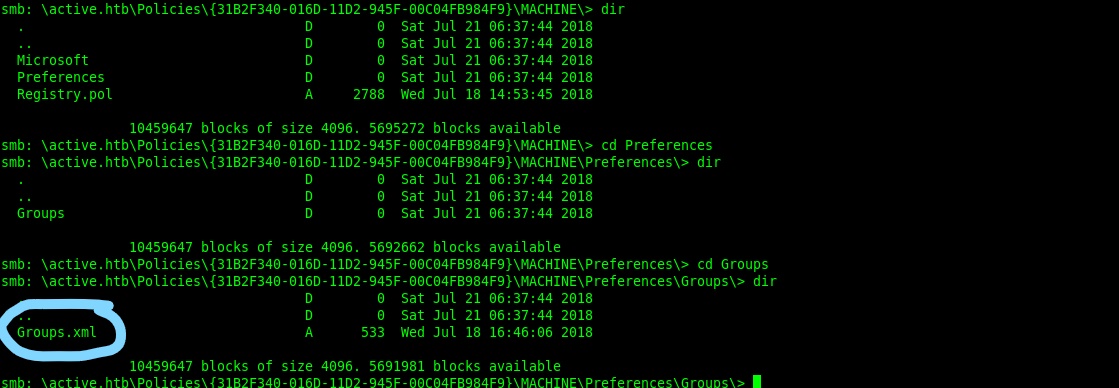 smb: \active.htb\Policies\{31B2F340-016D-11D2-945F-00C04FB984F9}\MACHINE\> dir
  .                                   D        0  Sat Jul 21 06:37:44 2018
  ..                                  D        0  Sat Jul 21 06:37:44 2018
  Microsoft                           D        0  Sat Jul 21 06:37:44 2018
  Preferences                         D        0  Sat Jul 21 06:37:44 2018
  Registry.pol                        A     2788  Wed Jul 18 14:53:45 2018
                10459647 blocks of size 4096. 5695272 blocks available
smb: \active.htb\Policies\{31B2F340-016D-11D2-945F-00C04FB984F9}\MACHINE\> cd Preferences
smb: \active.htb\Policies\{31B2F340-016D-11D2-945F-00C04FB984F9}\MACHINE\Preferences\> dir
  .                                   D        0  Sat Jul 21 06:37:44 2018
  ..                                  D        0  Sat Jul 21 06:37:44 2018
  Groups                              D        0  Sat Jul 21 06:37:44 2018
                10459647 blocks of size 4096. 5692662 blocks available
smb: \active.htb\Policies\{31B2F340-016D-11D2-945F-00C04FB984F9}\MACHINE\Preferences\> cd Groups
smb: \active.htb\Policies\{31B2F340-016D-11D2-945F-00C04FB984F9}\MACHINE\Preferences\Groups\> dir
                                      D        0  Sat Jul 21 06:37:44 2018
  ..                                  D        0  Sat Jul 21 06:37:44 2018
  Groups.xml                          A      533  Wed Jul 18 16:46:06 2018
                10459647 blocks of size 4096. 5691981 blocks available
smb: \active.htb\Policies\{31B2F340-016D-11D2-945F-00C04FB984F9}\MACHINE\Preferences\Groups\>